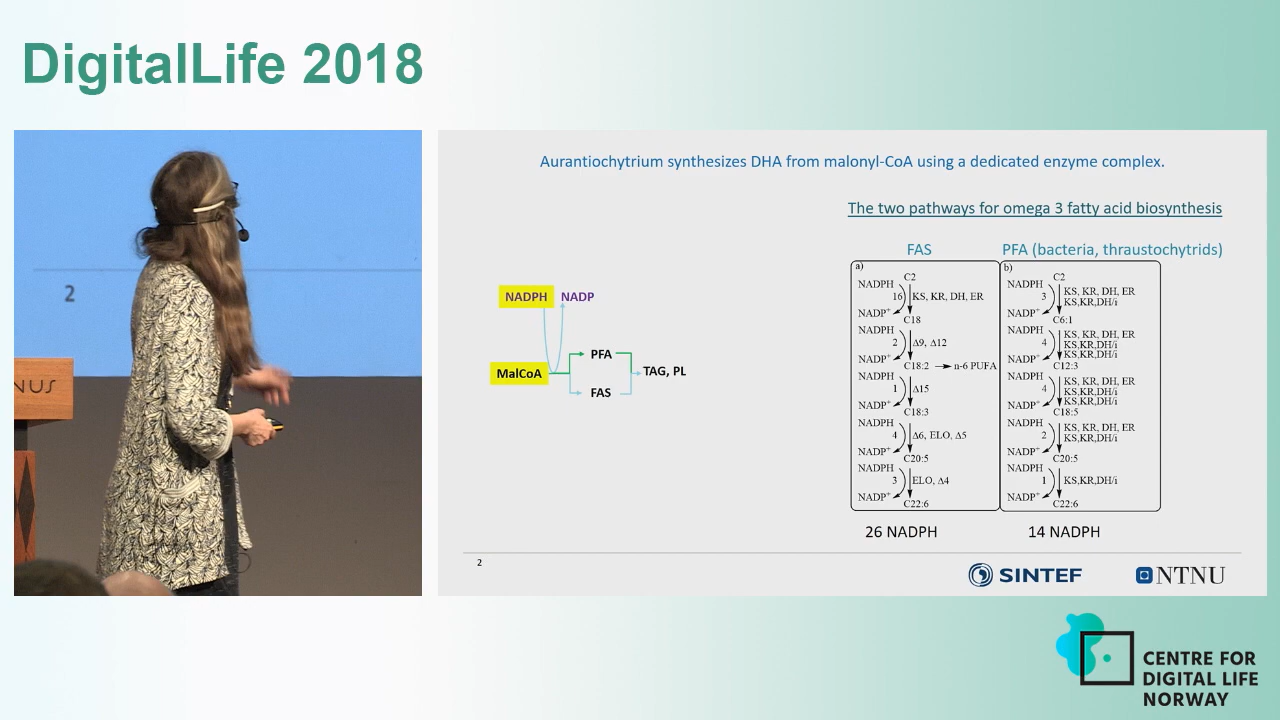 DigitalLife 2018
2
NUS
Aurantiochytrium synthesizes DHA from malonyl-CoA using a dedicated enzyme complex.
The two pathways for omega 3 fatty acid biosynthesis
FAS
PFA (bacteria, thraustochytrids)
NADPH NADP
MalCoA
PFA
FAS
TAG, PL
a)
C2
NADPH
16
KS, KR, DH, ER
NADP+
C18
NADPH
2
Δ9, Δ12
NADP+
C18:2
n-6 PUFA
NADPH
1
Δ15
NADP+
C18:3
NADPH
4
Δ6, ELO, Δ5
NADP+
C20:5
NADPH
3
ELO, Δ4
NADP+
C22:6
26 NADPH
b)
C2
NADPH
3
KS, KR, DH, ER
KS,KR,DH/i
NADP+
C6:1
NADPH
4
KS, KR, DH, ER
KS,KR,DH/i
KS,KR,DH/i
NADP+
C12:3
NADPH
4
KS, KR, DH, ER
KS,KR,DH/i
KS,KR,DH/i
NADP+
C18:5
NADPH
2
KS, KR, DH, ER
KS,KR,DH/i
NADP+
C20:5
NADPH
1
KS,KR,DH/i
NADP+
C22:6
14 NADPH
2
SINTEF
NTNU
CENTRE FOR
DIGITAL LIFE
NORWAY